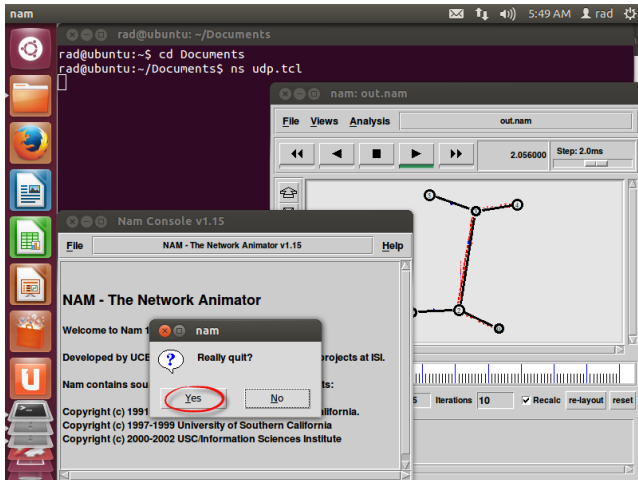 nam
5:49 AM rad
rad@ubuntu: ~/Documents
rad@ubuntu:~$ cd Documents
rad@ubuntu:~/Documents$ ns udp.tcl
nam: out.nam
File Views Analysis out.nam
2.056000 Step: 2.0ms
Nam Console v1.15
File NAM - The Network Animator v1.15 Help
NAM - The Network Animator
Welcome to Nam 1
Developed by UCB projects at ISI.
Nam contains sou ts:
Copyright (c) 1991 lifornia.
Copyright (c) 1997-1999 University of Southern California
Copyright (c) 2000-2002 USC/Information Sciences Institute
nam
Really quit?
Yes No
5 Iterations 10 Recalc re-layout reset